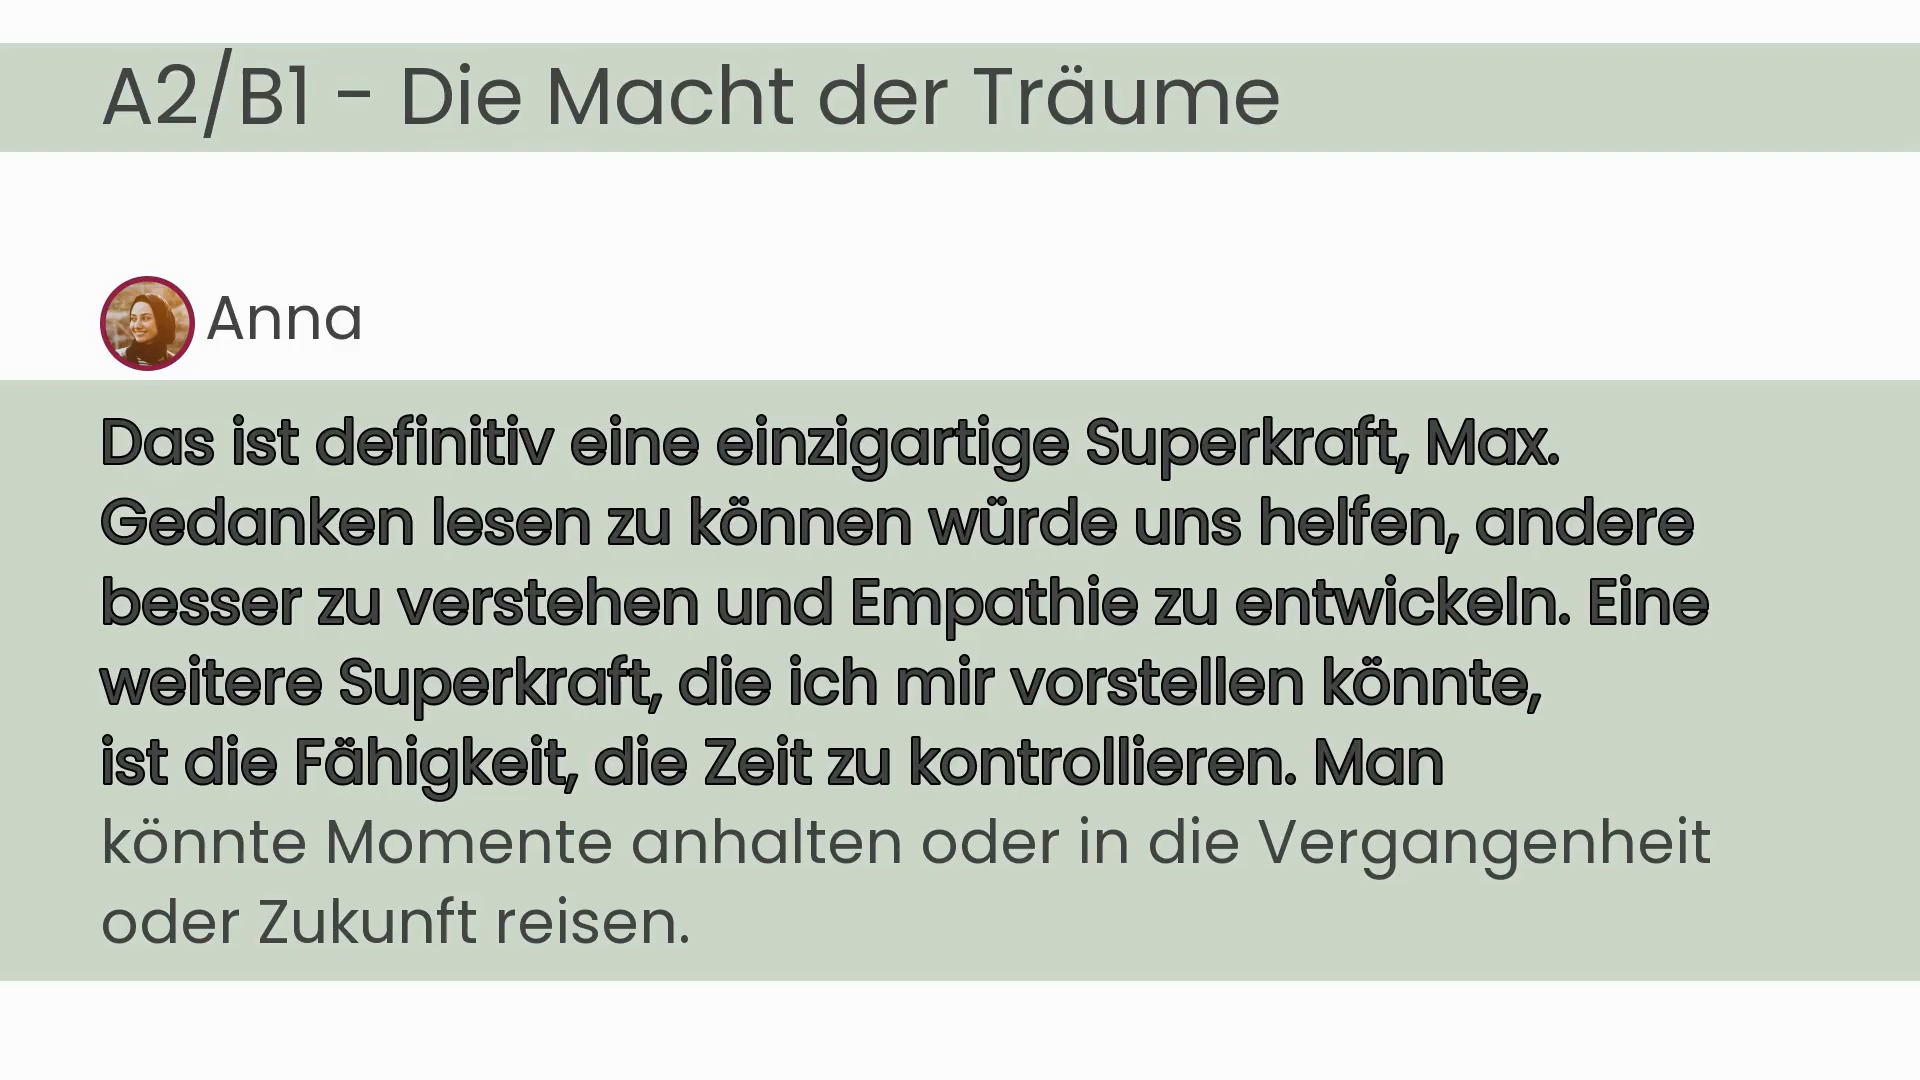 A2/B1 - Die Macht der Träume
Anna
Das ist definitiv eine einzigartige Superkraft, Max.
Gedanken lesen zu können würde uns helfen, andere
besser zu verstehen und Empathie zu entwickeln. Eine
weitere Superkraft, die ich mir vorstellen könnte,
ist die Fähigkeit, die Zeit zu kontrollieren. Man
könnte Momente anhalten oder in die Vergangenheit
oder Zukunft reisen.